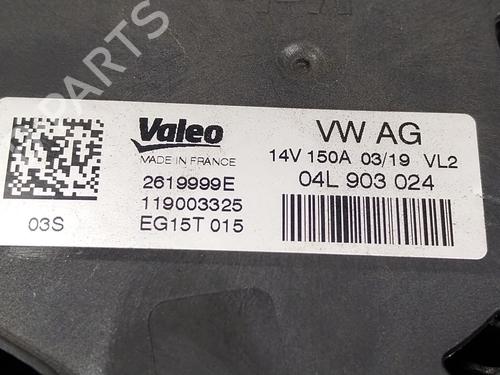 Valeo
MADE IN FRANCE
2619999E
119003325
EG15T 015
03S
VW AG
14V 150A 03/19 VL2
04L 903 024
B-PARTS